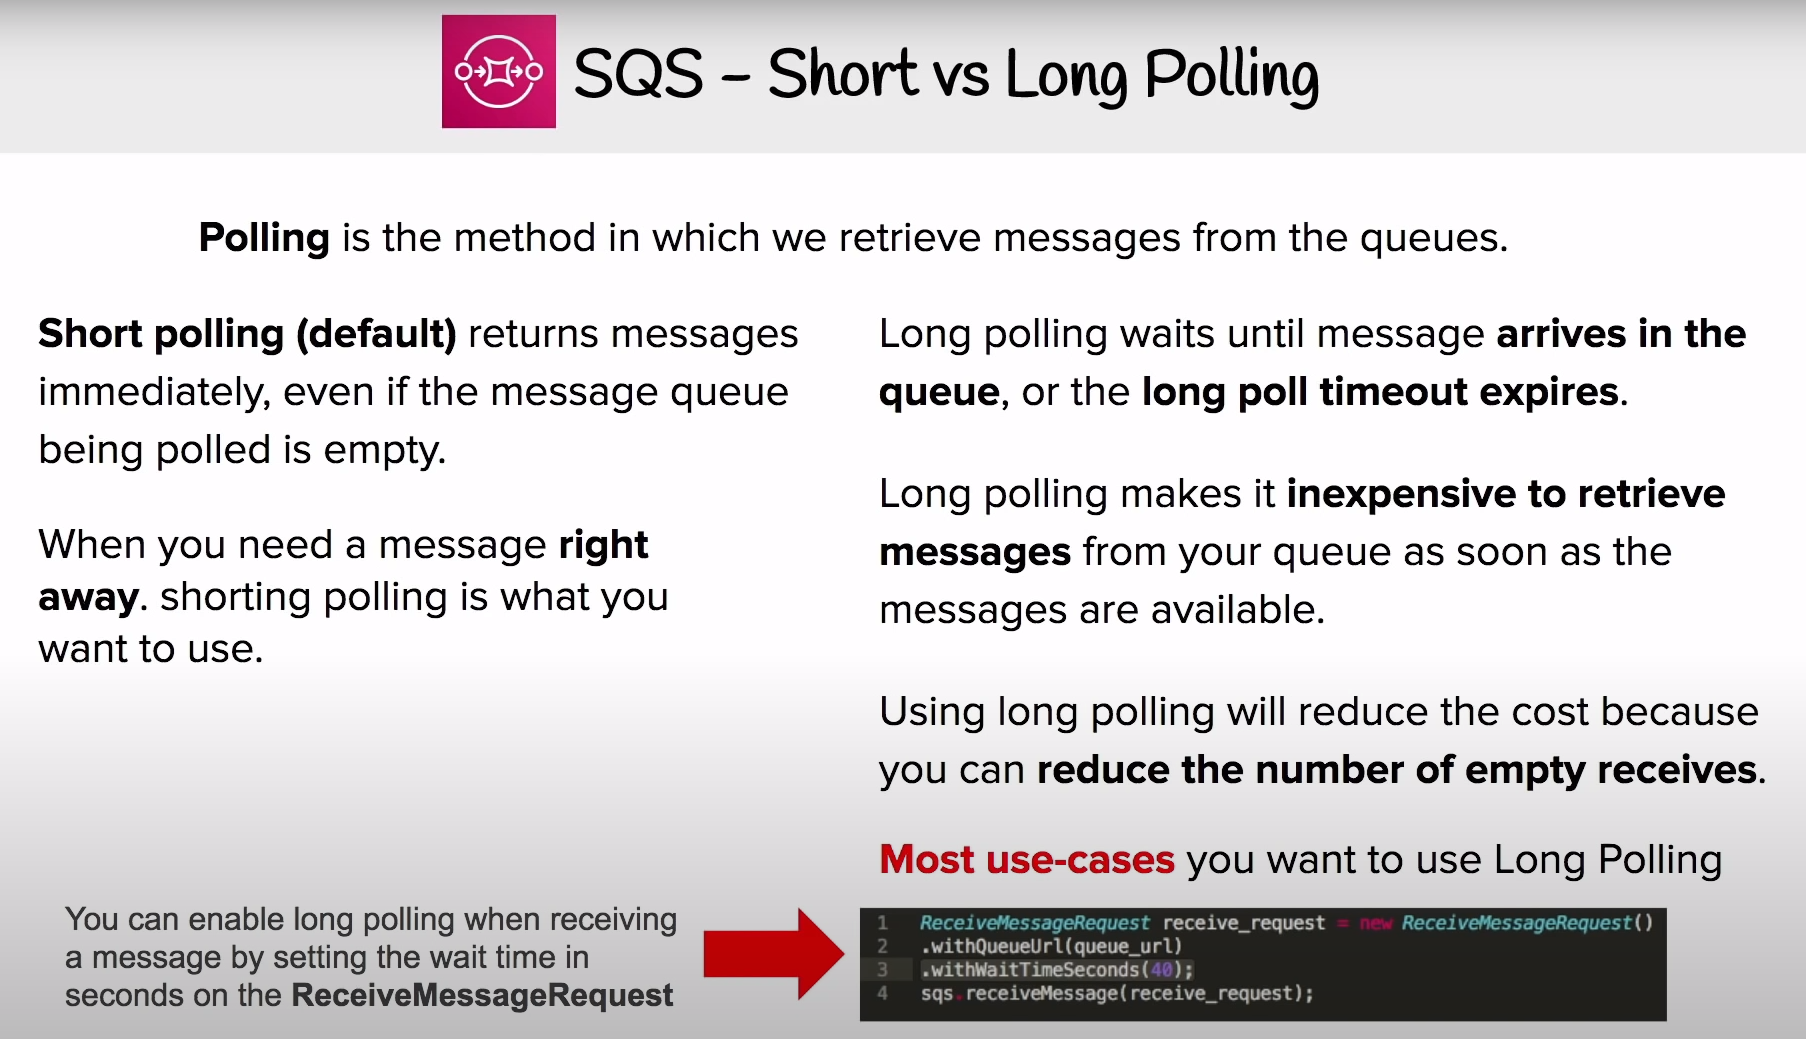 SQS – Short vs Long Polling
Polling is the method in which we retrieve messages from the queues.
Short polling (default) returns messages
immediately, even if the message queue
being polled is empty.
When you need a message right
away. shorting polling is what you
want to use.
Long polling waits until message arrives in the
queue, or the long poll timeout expires.
Long polling makes it inexpensive to retrieve
messages from your queue as soon as the
messages are available.
Using long polling will reduce the cost because
you can reduce the number of empty receives.
Most use-cases you want to use Long Polling
You can enable long polling when receiving
a message by setting the wait time in
seconds on the ReceiveMessageRequest
1 ReceiveMessageRequest receive_request = new ReceiveMessageRequest()
2 .withQueueUrl(queue_url)
3 .withWaitTimeSeconds(40);
4 sqs.receiveMessage(receive_request);